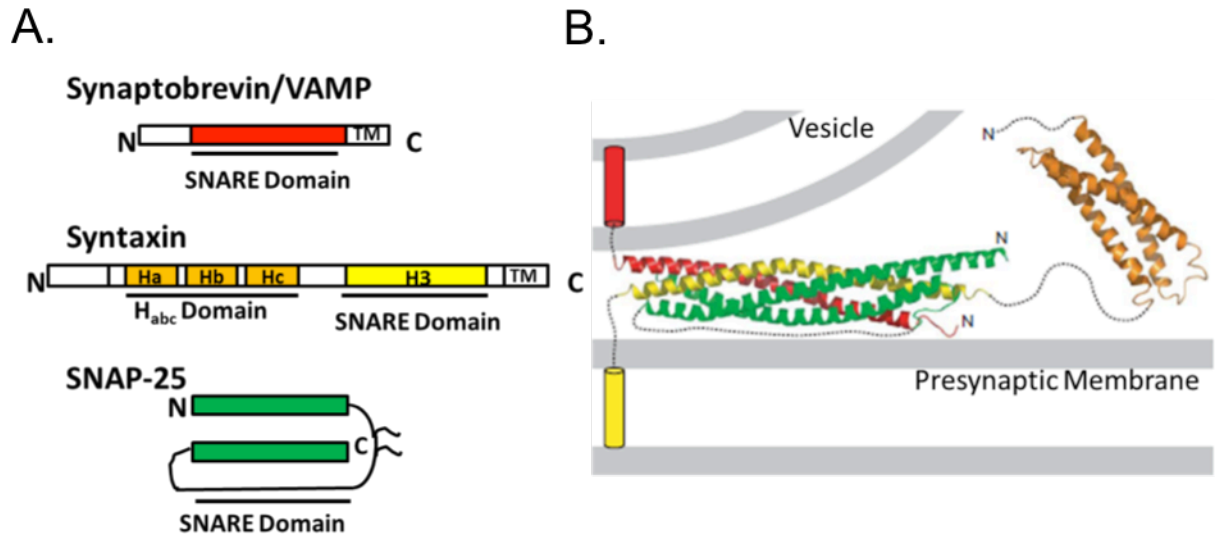 A.
Synaptobrevin/VAMP
N TM C
SNARE Domain
Syntaxin
N Ha Hb Hc H3 TM C
Habc Domain
SNARE Domain
SNAP-25
N
C
SNARE Domain
B.
Vesicle
N
N
N
Presynaptic Membrane